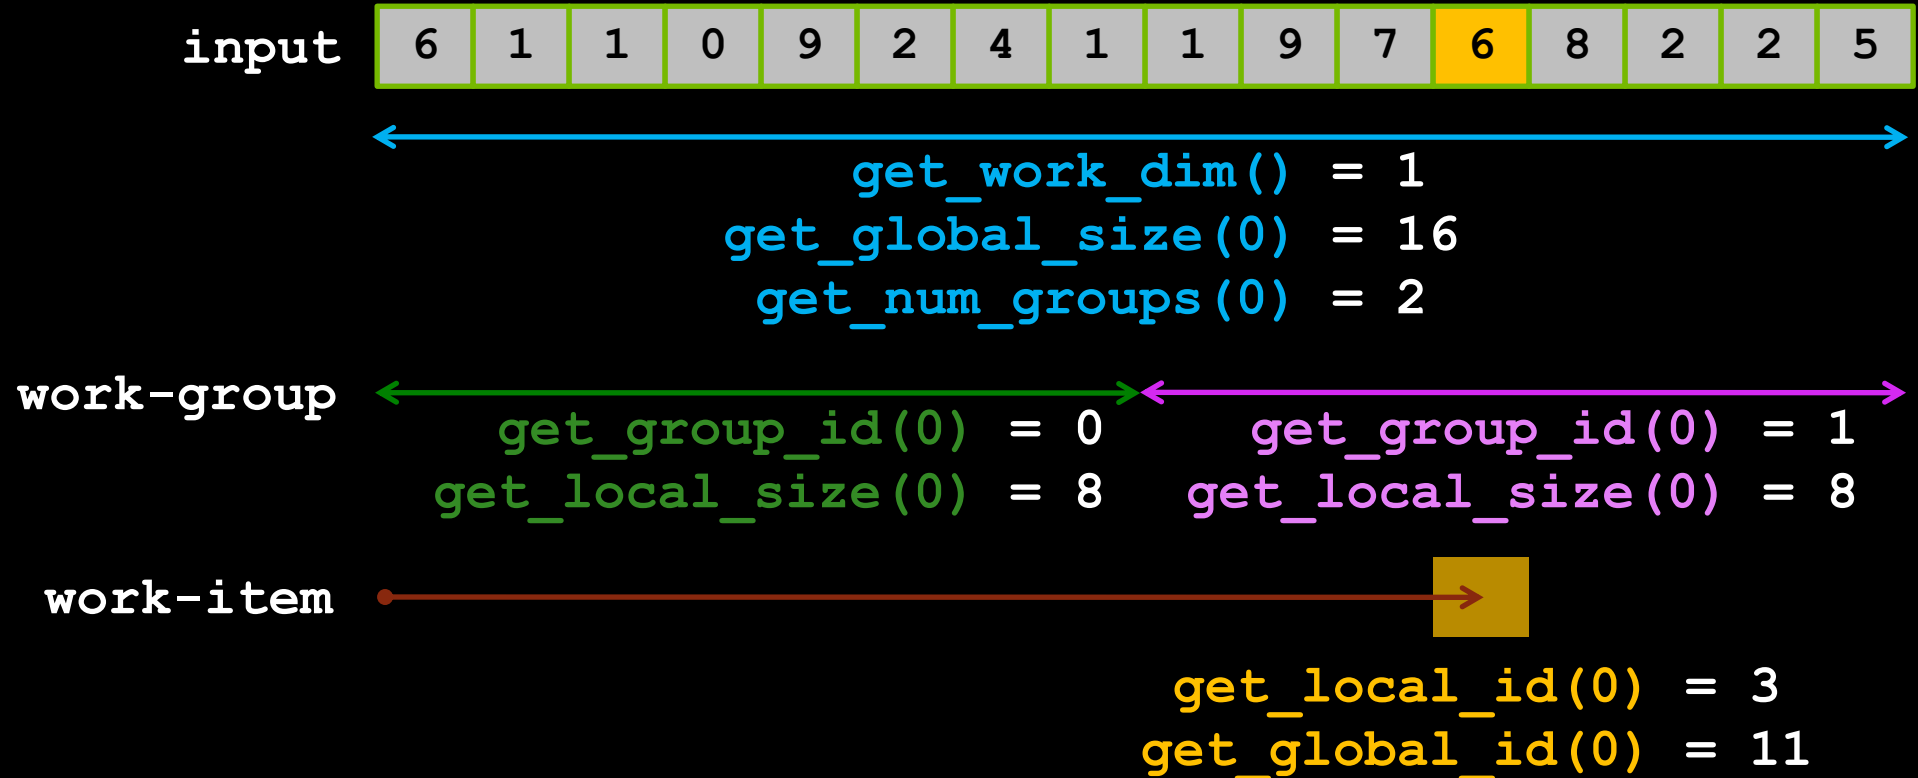 input 6 1 1 0 9 2 4 1 1 9 7 6 8 2 2 5
get_work_dim() = 1
get_global_size(0) = 16
get_num_groups(0) = 2
work-group
get_group_id(0) = 0 get_group_id(0) = 1
get_local_size(0) = 8 get_local_size(0) = 8
work-item
get_local_id(0) = 3
get_global_id(0) = 11